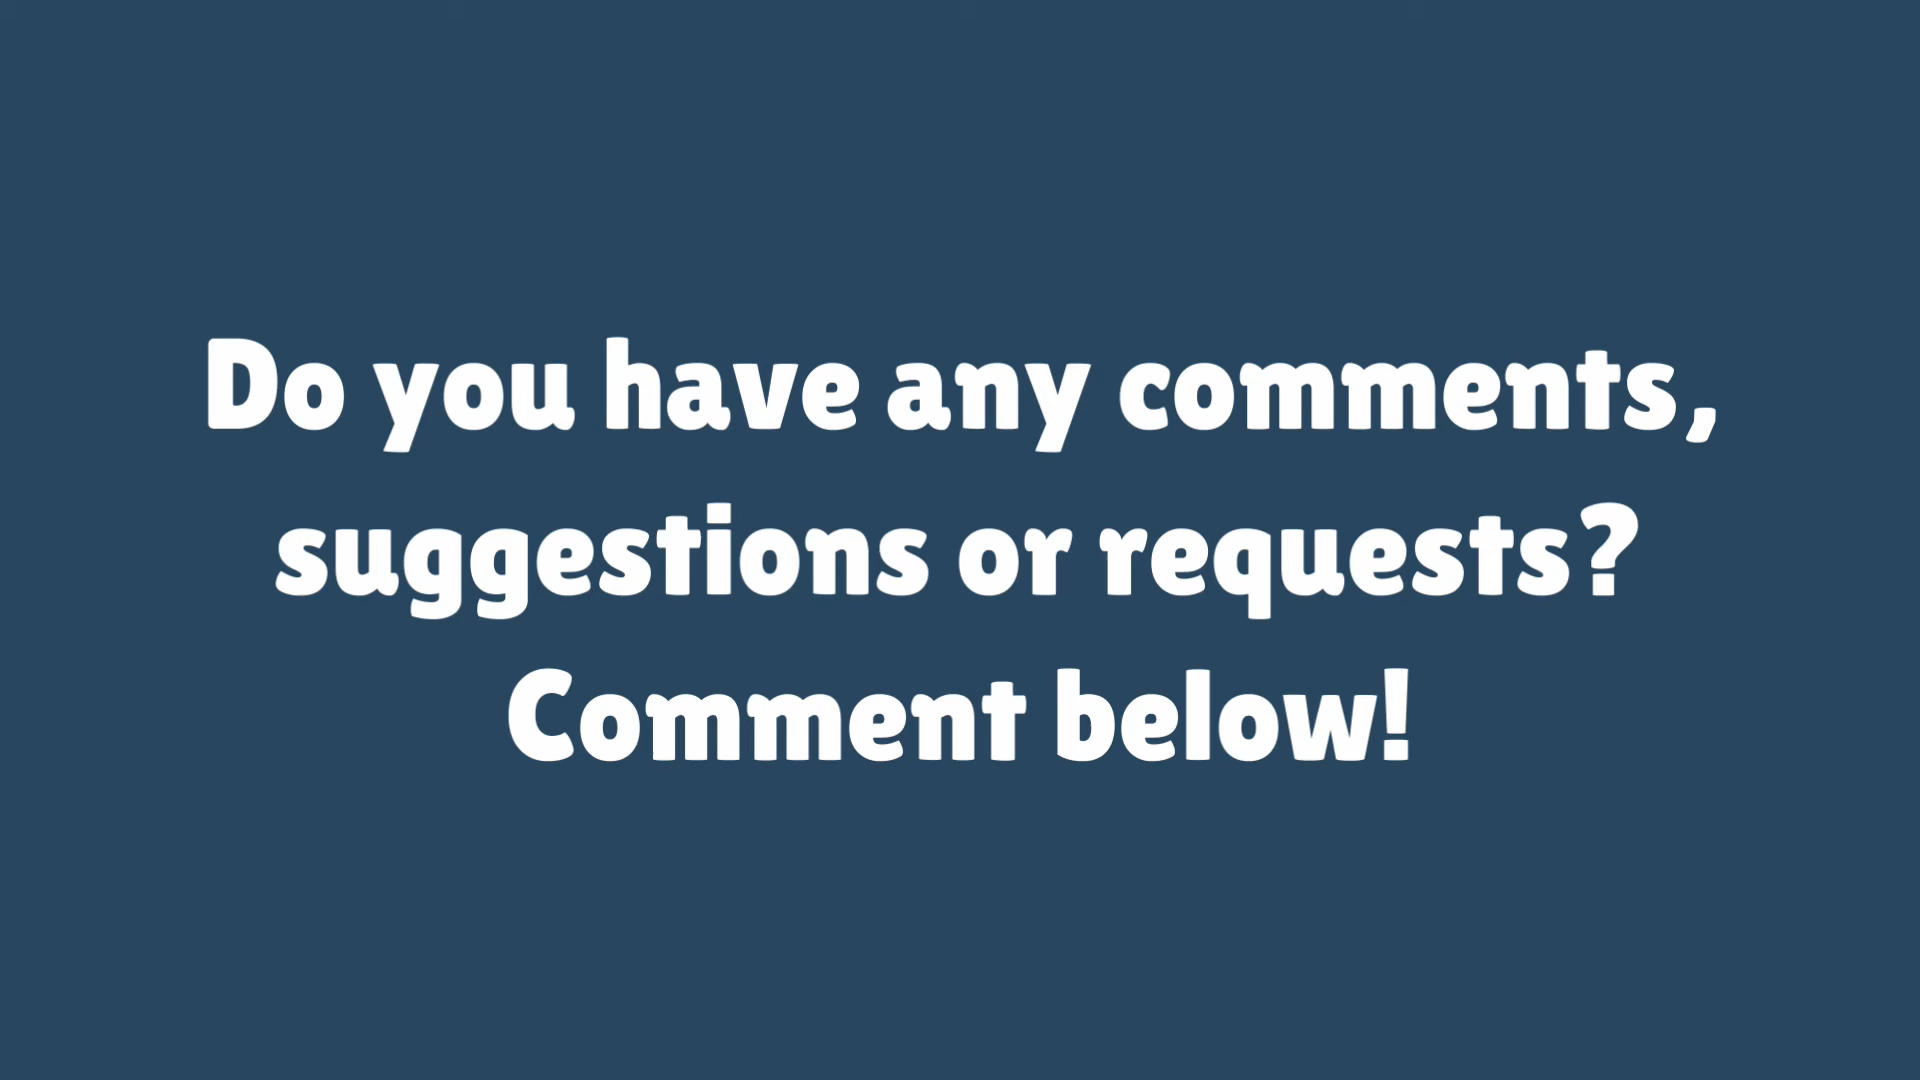 Do you have any comments,
suggestions or requests?
Comment below!